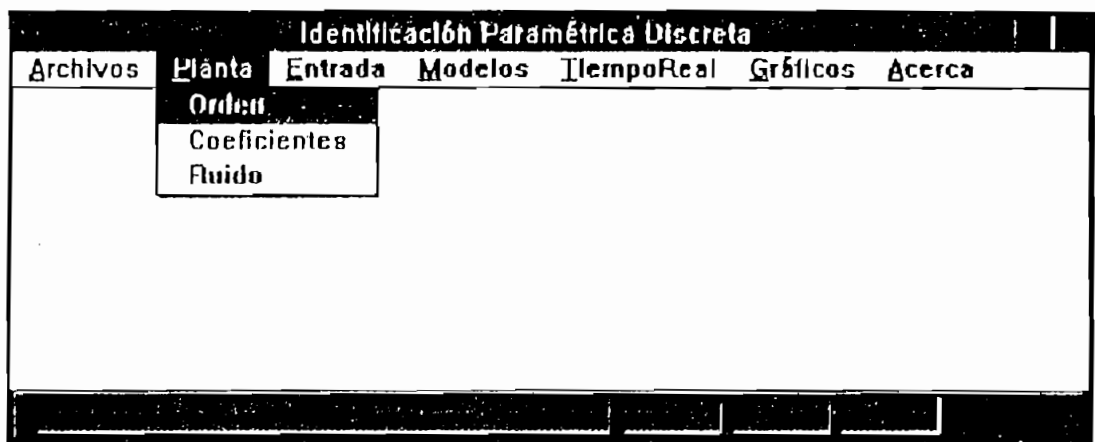 Identificación Paramétrica Discreta
Archivos Planta Entrada Modelos TiempoReal Gráficos Acerca
Orden
Coeficientes
Ruido